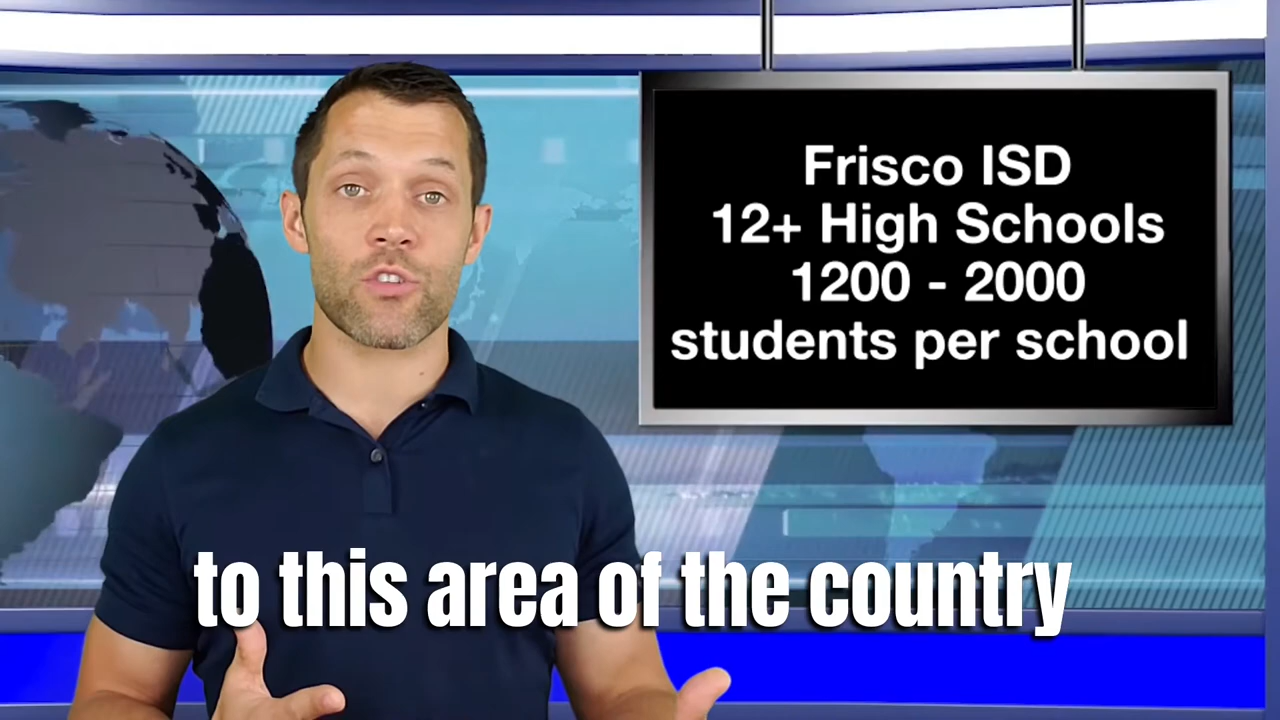 Frisco ISD
12+ High Schools
1200 - 2000
students per school
to this area of the country